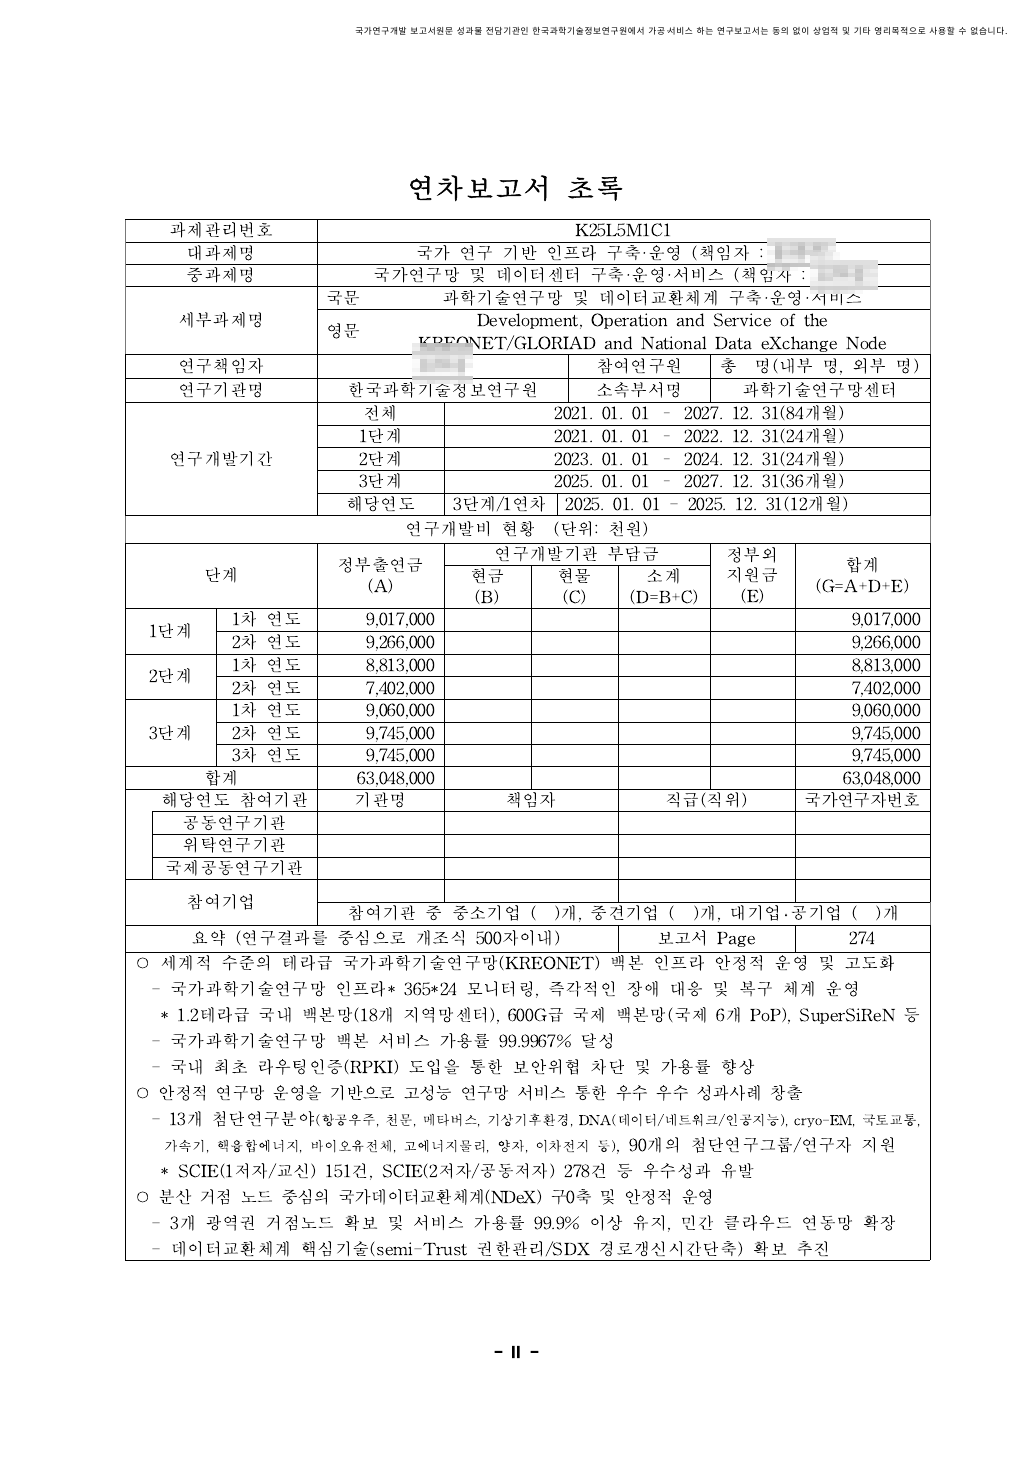 국가연구개발 보고서원문 성과물 전담기관인 한국과학기술정보연구원에서 가공·서비스 하는 연구보고서는 동의 없이 상업적 및 기타 영리목적으로 사용할 수 없습니다.
연차보고서 초록
과제관리번호 K25L5M1C1
대과제명 국가 연구 기반 인프라 구축·운영 (책임자 :
중과제명 국가연구망 및 데이터센터 구축·운영·서비스 (책임자 :
세부과제명 국문 과학기술연구망 및 데이터교환체계 구축·운영·서비스
영문 Development, Operation and Service of the
KREONET/GLORIAD and National Data eXchange Node
연구책임자 참여연구원 총 명(내부 명, 외부 명)
연구기관명 한국과학기술정보연구원 소속부서명 과학기술연구망센터
연구개발기간 전체 2021. 01. 01 - 2027. 12. 31(84개월)
1단계 2021. 01. 01 - 2022. 12. 31(24개월)
2단계 2023. 01. 01 - 2024. 12. 31(24개월)
3단계 2025. 01. 01 - 2027. 12. 31(36개월)
해당연도 3단계/1연차 2025. 01. 01 - 2025. 12. 31(12개월)
연구개발비 현황 (단위: 천원)
단계 정부출연금 (A) 연구개발기관 부담금 정부외 지원금 (E) 합계 (G=A+D+E)
현금 (B) 현물 (C) 소계 (D=B+C)
1단계 1차 연도 9,017,000 9,017,000
2차 연도 9,266,000 9,266,000
2단계 1차 연도 8,813,000 8,813,000
2차 연도 7,402,000 7,402,000
3단계 1차 연도 9,060,000 9,060,000
2차 연도 9,745,000 9,745,000
3차 연도 9,745,000 9,745,000
합계 63,048,000 63,048,000
해당연도 참여기관 기관명 책임자 직급(직위) 국가연구자번호
공동연구기관
위탁연구기관
국제공동연구기관
참여기업
참여기관 중 중소기업 ( )개, 중견기업 ( )개, 대기업·공기업 ( )개
요약 (연구결과를 중심으로 개조식 500자이내) 보고서 Page 274
○ 세계적 수준의 테라급 국가과학기술연구망(KREONET) 백본 인프라 안정적 운영 및 고도화
- 국가과학기술연구망 인프라* 365*24 모니터링, 즉각적인 장애 대응 및 복구 체계 운영
* 1.2테라급 국내 백본망(18개 지역망센터), 600G급 국제 백본망(국제 6개 PoP), SuperSiReN 등
- 국가과학기술연구망 백본 서비스 가용률 99.9967% 달성
- 국내 최초 라우팅인증(RPKI) 도입을 통한 보안위협 차단 및 가용률 향상
○ 안정적 연구망 운영을 기반으로 고성능 연구망 서비스 통한 우수 우수 성과사례 창출
- 13개 첨단연구분야(항공우주, 천문, 메타버스, 기상기후환경, DNA(데이터/네트워크/인공지능), cryo-EM, 국토교통,
가속기, 핵융합에너지, 바이오유전체, 고에너지물리, 양자, 이차전지 등), 90개의 첨단연구그룹/연구자 지원
* SCIE(1저자/교신) 151건, SCIE(2저자/공동저자) 278건 등 우수성과 유발
○ 분산 거점 노드 중심의 국가데이터교환체계(NDeX) 구0축 및 안정적 운영
- 3개 광역권 거점노드 확보 및 서비스 가용률 99.9% 이상 유지, 민간 클라우드 연동망 확장
- 데이터교환체계 핵심기술(semi-Trust 권한관리/SDX 경로갱신시간단축) 확보 추진
- II -